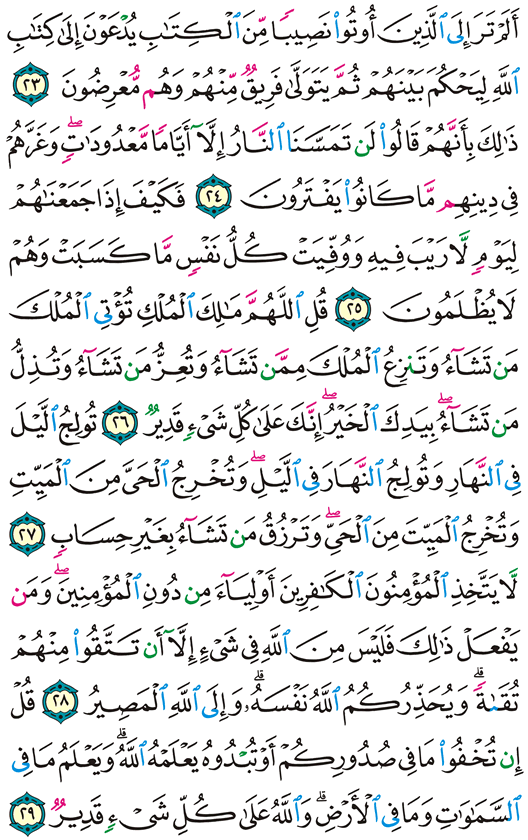 أَلَمْ تَرَ إِلَى ٱلَّذِينَ أُوتُوا۟ نَصِيبًا مِّنَ ٱلْكِتَٰبِ يُدْعَوْنَ إِلَىٰ كِتَٰبِ
ٱللَّهِ لِيَحْكُمَ بَيْنَهُمْ ثُمَّ يَتَوَلَّىٰ فَرِيقٌ مِّنْهُمْ وَهُم مُّعْرِضُونَ ٢٣
ذَٰلِكَ بِأَنَّهُمْ قَالُوا۟ لَن تَمَسَّنَا ٱلنَّارُ إِلَّآ أَيَّامًا مَّعْدُودَٰتٍ ۖ وَغَرَّهُمْ
فِى دِينِهِم مَّا كَانُوا۟ يَفْتَرُونَ ٢٤ فَكَيْفَ إِذَا جَمَعْنَٰهُمْ
لِيَوْمٍ لَّا رَيْبَ فِيهِ وَوُفِّيَتْ كُلُّ نَفْسٍ مَّا كَسَبَتْ وَهُمْ
لَا يُظْلَمُونَ ٢٥ قُلِ ٱللَّهُمَّ مَٰلِكَ ٱلْمُلْكِ تُؤْتِى ٱلْمُلْكَ
مَن تَشَآءُ وَتَنزِعُ ٱلْمُلْكَ مِمَّن تَشَآءُ وَتُعِزُّ مَن تَشَآءُ وَتُذِلُّ
مَن تَشَآءُ ۖ بِيَدِكَ ٱلْخَيْرُ ۖ إِنَّكَ عَلَىٰ كُلِّ شَىْءٍ قَدِيرٌ ٢٦ تُولِجُ ٱلَّيْلَ
فِى ٱلنَّهَارِ وَتُولِجُ ٱلنَّهَارَ فِى ٱلَّيْلِ ۖ وَتُخْرِجُ ٱلْحَىَّ مِنَ ٱلْمَيِّتِ
وَتُخْرِجُ ٱلْمَيِّتَ مِنَ ٱلْحَىِّ ۖ وَتَرْزُقُ مَن تَشَآءُ بِغَيْرِ حِسَابٍ ٢٧
لَّا يَتَّخِذِ ٱلْمُؤْمِنُونَ ٱلْكَٰفِرِينَ أَوْلِيَآءَ مِن دُونِ ٱلْمُؤْمِنِينَ ۖ وَمَن
يَفْعَلْ ذَٰلِكَ فَلَيْسَ مِنَ ٱللَّهِ فِى شَىْءٍ إِلَّآ أَن تَتَّقُوا۟ مِنْهُمْ
تُقَىٰةً ۗ وَيُحَذِّرُكُمُ ٱللَّهُ نَفْسَهُۥ ۗ وَإِلَى ٱللَّهِ ٱلْمَصِيرُ ٢٨ قُلْ
إِن تُخْفُوا۟ مَا فِى صُدُورِكُمْ أَوْ تُبْدُوهُ يَعْلَمْهُ ٱللَّهُ ۗ وَيَعْلَمُ مَا فِى
ٱلسَّمَٰوَٰتِ وَمَا فِى ٱلْأَرْضِ ۗ وَٱللَّهُ عَلَىٰ كُلِّ شَىْءٍ قَدِيرٌ ٢٩